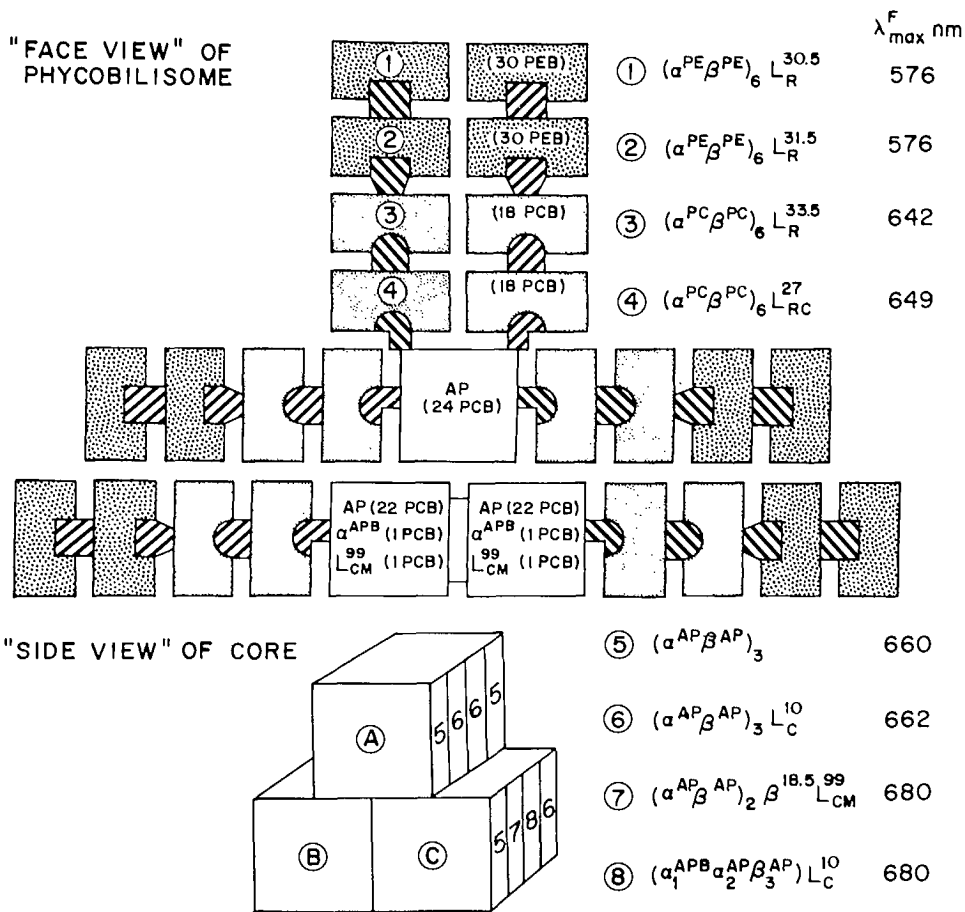 "FACE VIEW" OF
PHYCOBILISOME
λ^F_max nm
① (30 PEB) ① (α^PE β^PE)_6 L_R^30.5 576
② (30 PEB) ② (α^PE β^PE)_6 L_R^31.5 576
③ (18 PCB) ③ (α^PC β^PC)_6 L_R^33.5 642
④ (18 PCB) ④ (α^PC β^PC)_6 L_RC^27 649
AP
(24 PCB)
AP (22 PCB) AP (22 PCB)
α^APB (1 PCB) α^APB (1 PCB)
L_CM^99 (1 PCB) L_CM^99 (1 PCB)
"SIDE VIEW" OF CORE
⑤ (α^AP β^AP)_3 660
Ⓐ 5 6 6 5
⑥ (α^AP β^AP)_3 L_C^10 662
Ⓑ Ⓒ 5 7 8 6
⑦ (α^AP β^AP)_2 β^18.5 L_CM^99 680
⑧ (α_1^APB α_2^AP β_3^AP) L_C^10 680